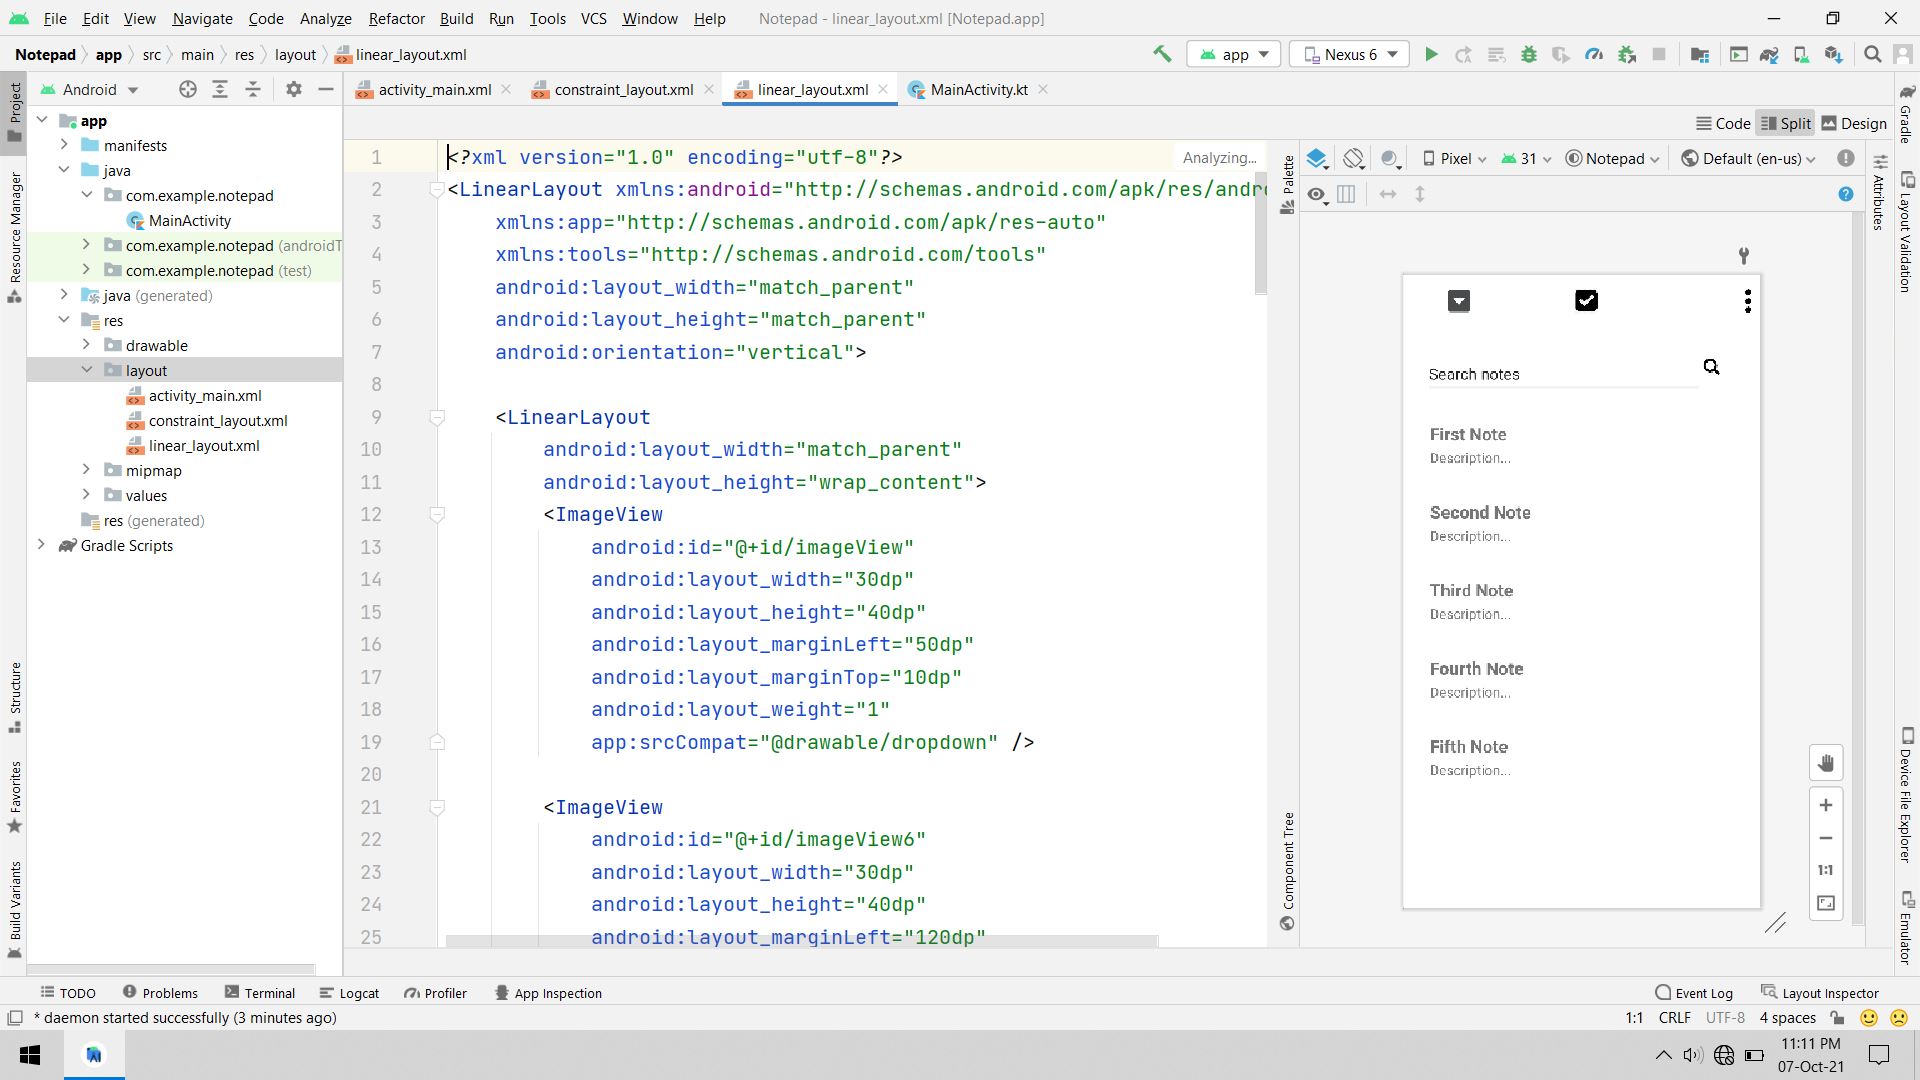 File Edit View Navigate Code Analyze Refactor Build Run Tools VCS Window Help Notepad - linear_layout.xml [Notepad.app]
Notepad app src main res layout linear_layout.xml app Nexus 6
Project
Resource Manager
Structure
Favorites
Build Variants
Android
app
manifests
java
com.example.notepad
MainActivity
com.example.notepad (androidT
com.example.notepad (test)
java (generated)
res
drawable
layout
activity_main.xml
constraint_layout.xml
linear_layout.xml
mipmap
values
res (generated)
Gradle Scripts
activity_main.xml constraint_layout.xml linear_layout.xml MainActivity.kt
Code Split Design
1 <?xml version="1.0" encoding="utf-8"?> Analyzing...
2 <LinearLayout xmlns:android="http://schemas.android.com/apk/res/andro
3 xmlns:app="http://schemas.android.com/apk/res-auto"
4 xmlns:tools="http://schemas.android.com/tools"
5 android:layout_width="match_parent"
6 android:layout_height="match_parent"
7 android:orientation="vertical">
8
9 <LinearLayout
10 android:layout_width="match_parent"
11 android:layout_height="wrap_content">
12 <ImageView
13 android:id="@+id/imageView"
14 android:layout_width="30dp"
15 android:layout_height="40dp"
16 android:layout_marginLeft="50dp"
17 android:layout_marginTop="10dp"
18 android:layout_weight="1"
19 app:srcCompat="@drawable/dropdown" />
20
21 <ImageView
22 android:id="@+id/imageView6"
23 android:layout_width="30dp"
24 android:layout_height="40dp"
25 android:layout_marginLeft="120dp"
Palette
Component Tree
Pixel 31 Notepad Default (en-us)
Search notes
First Note
Description...
Second Note
Description...
Third Note
Description...
Fourth Note
Description...
Fifth Note
Description...
1:1
Attributes
Gradle
Layout Validation
Device File Explorer
Emulator
TODO Problems Terminal Logcat Profiler App Inspection Event Log Layout Inspector
* daemon started successfully (3 minutes ago) 1:1 CRLF UTF-8 4 spaces
11:11 PM
07-Oct-21